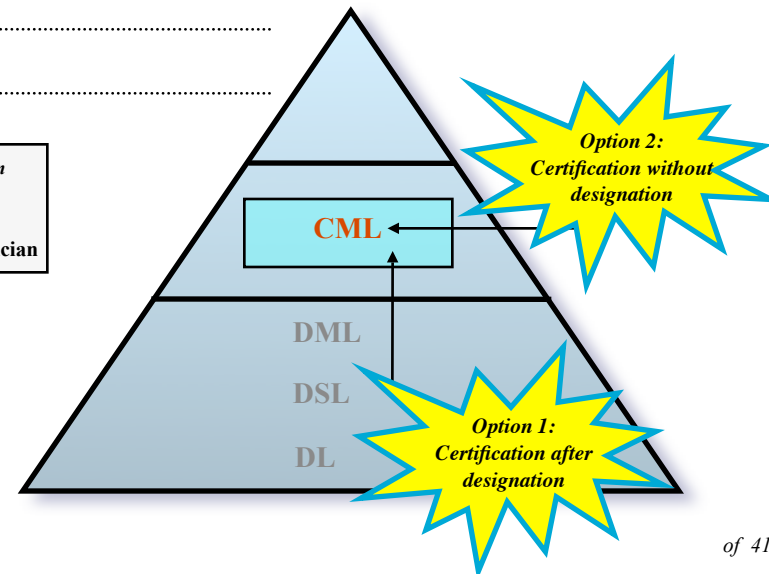 Option 2:
Certification without
designation
cian
CML
DML
DSL
DL
Option 1:
Certification after
designation
of 41